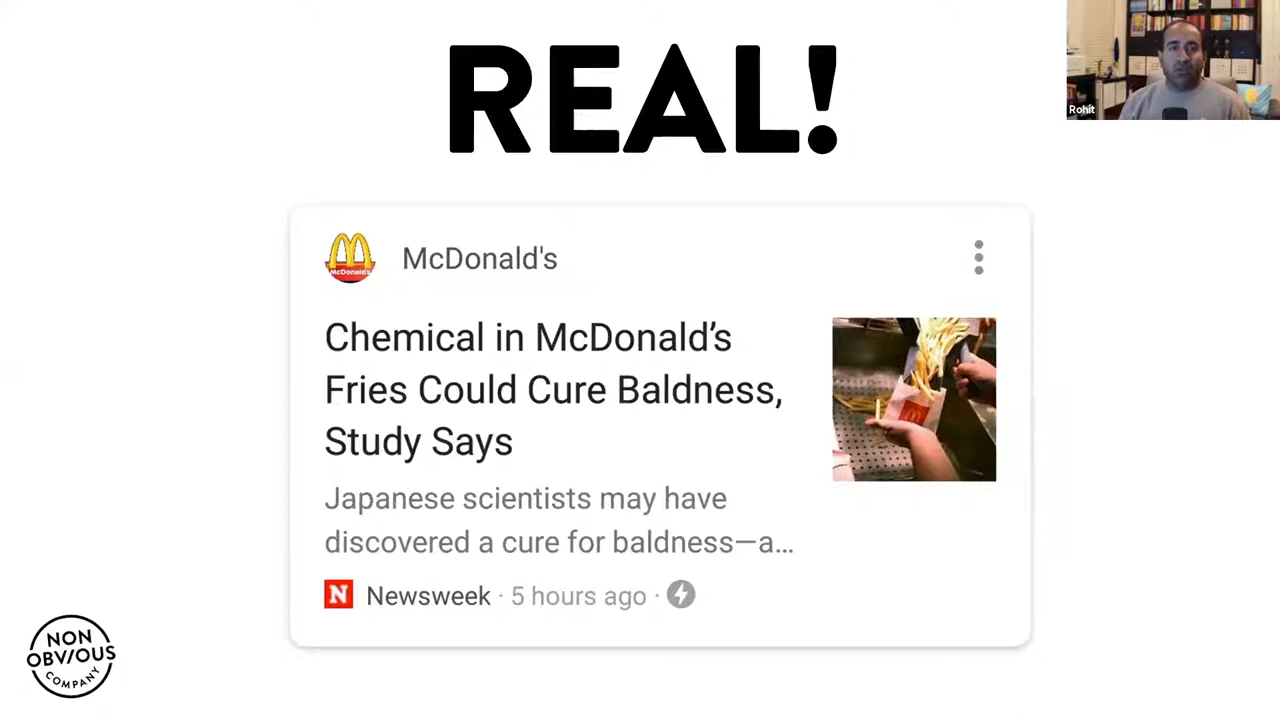 REAL!
Rohit
McDonald's
McDonald's
Chemical in McDonald’s
Fries Could Cure Baldness,
Study Says
Japanese scientists may have
discovered a cure for baldness—a...
N Newsweek · 5 hours ago ·
NON
OBVIOUS
COMPANY